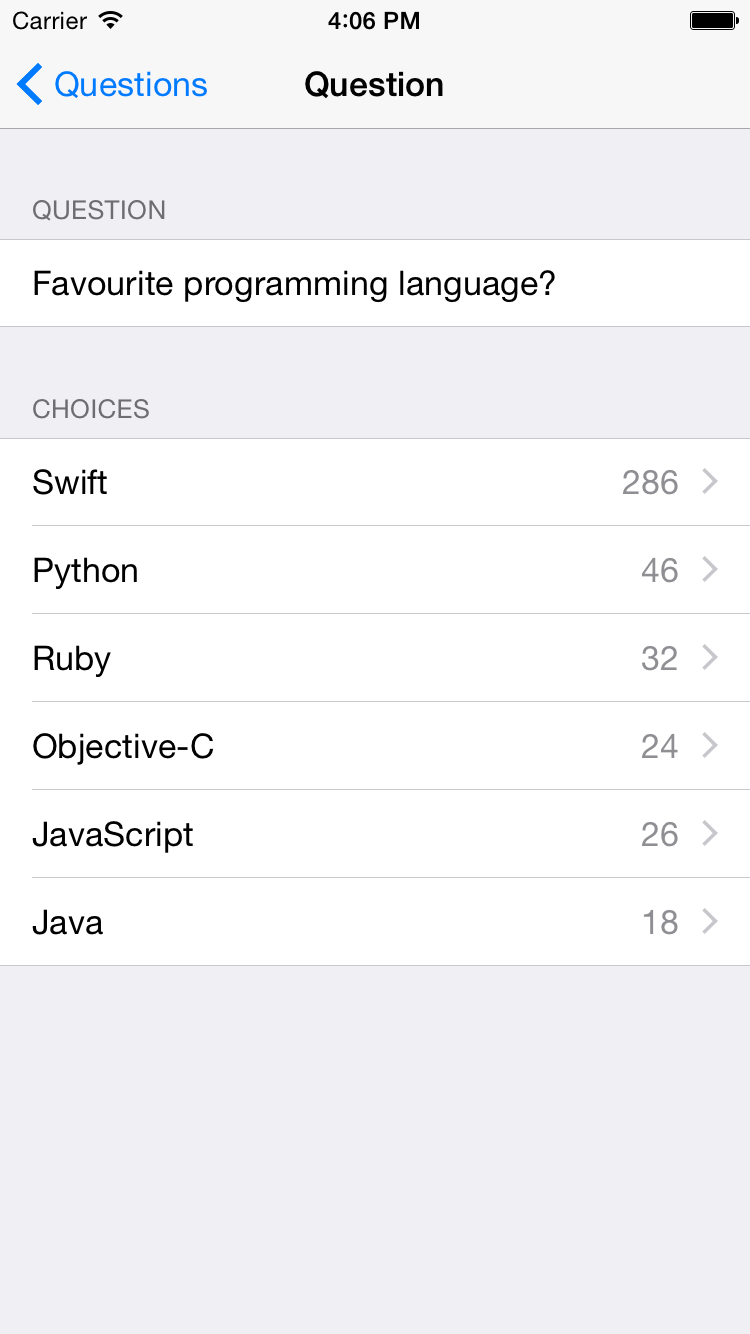 Carrier 4:06 PM
Questions Question
QUESTION
Favourite programming language?
CHOICES
Swift 286
Python 46
Ruby 32
Objective-C 24
JavaScript 26
Java 18